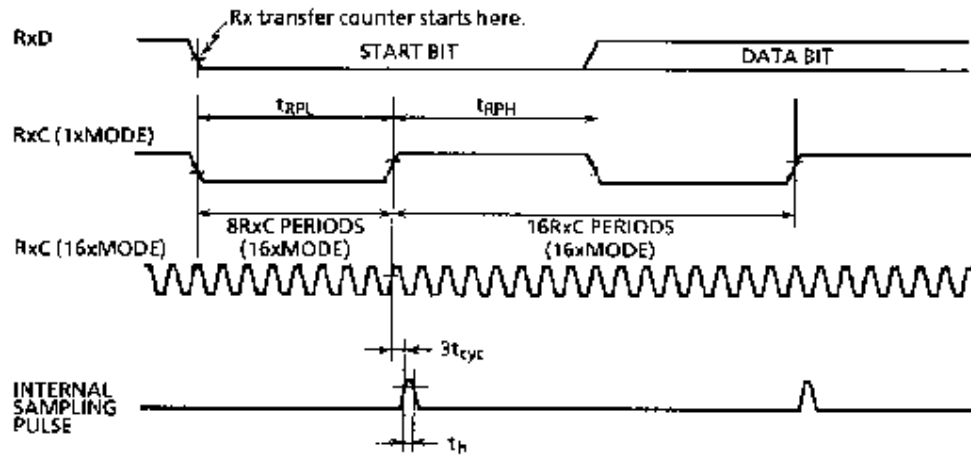 Rx transfer counter starts here.
RxD
START BIT
DATA BIT
tRPL
tRPH
RxC (1xMODE)
8RxC PERIODS
(16xMODE)
16RxC PERIODS
(16xMODE)
RxC (16xMODE)
3tcyc
INTERNAL
SAMPLING
PULSE
th